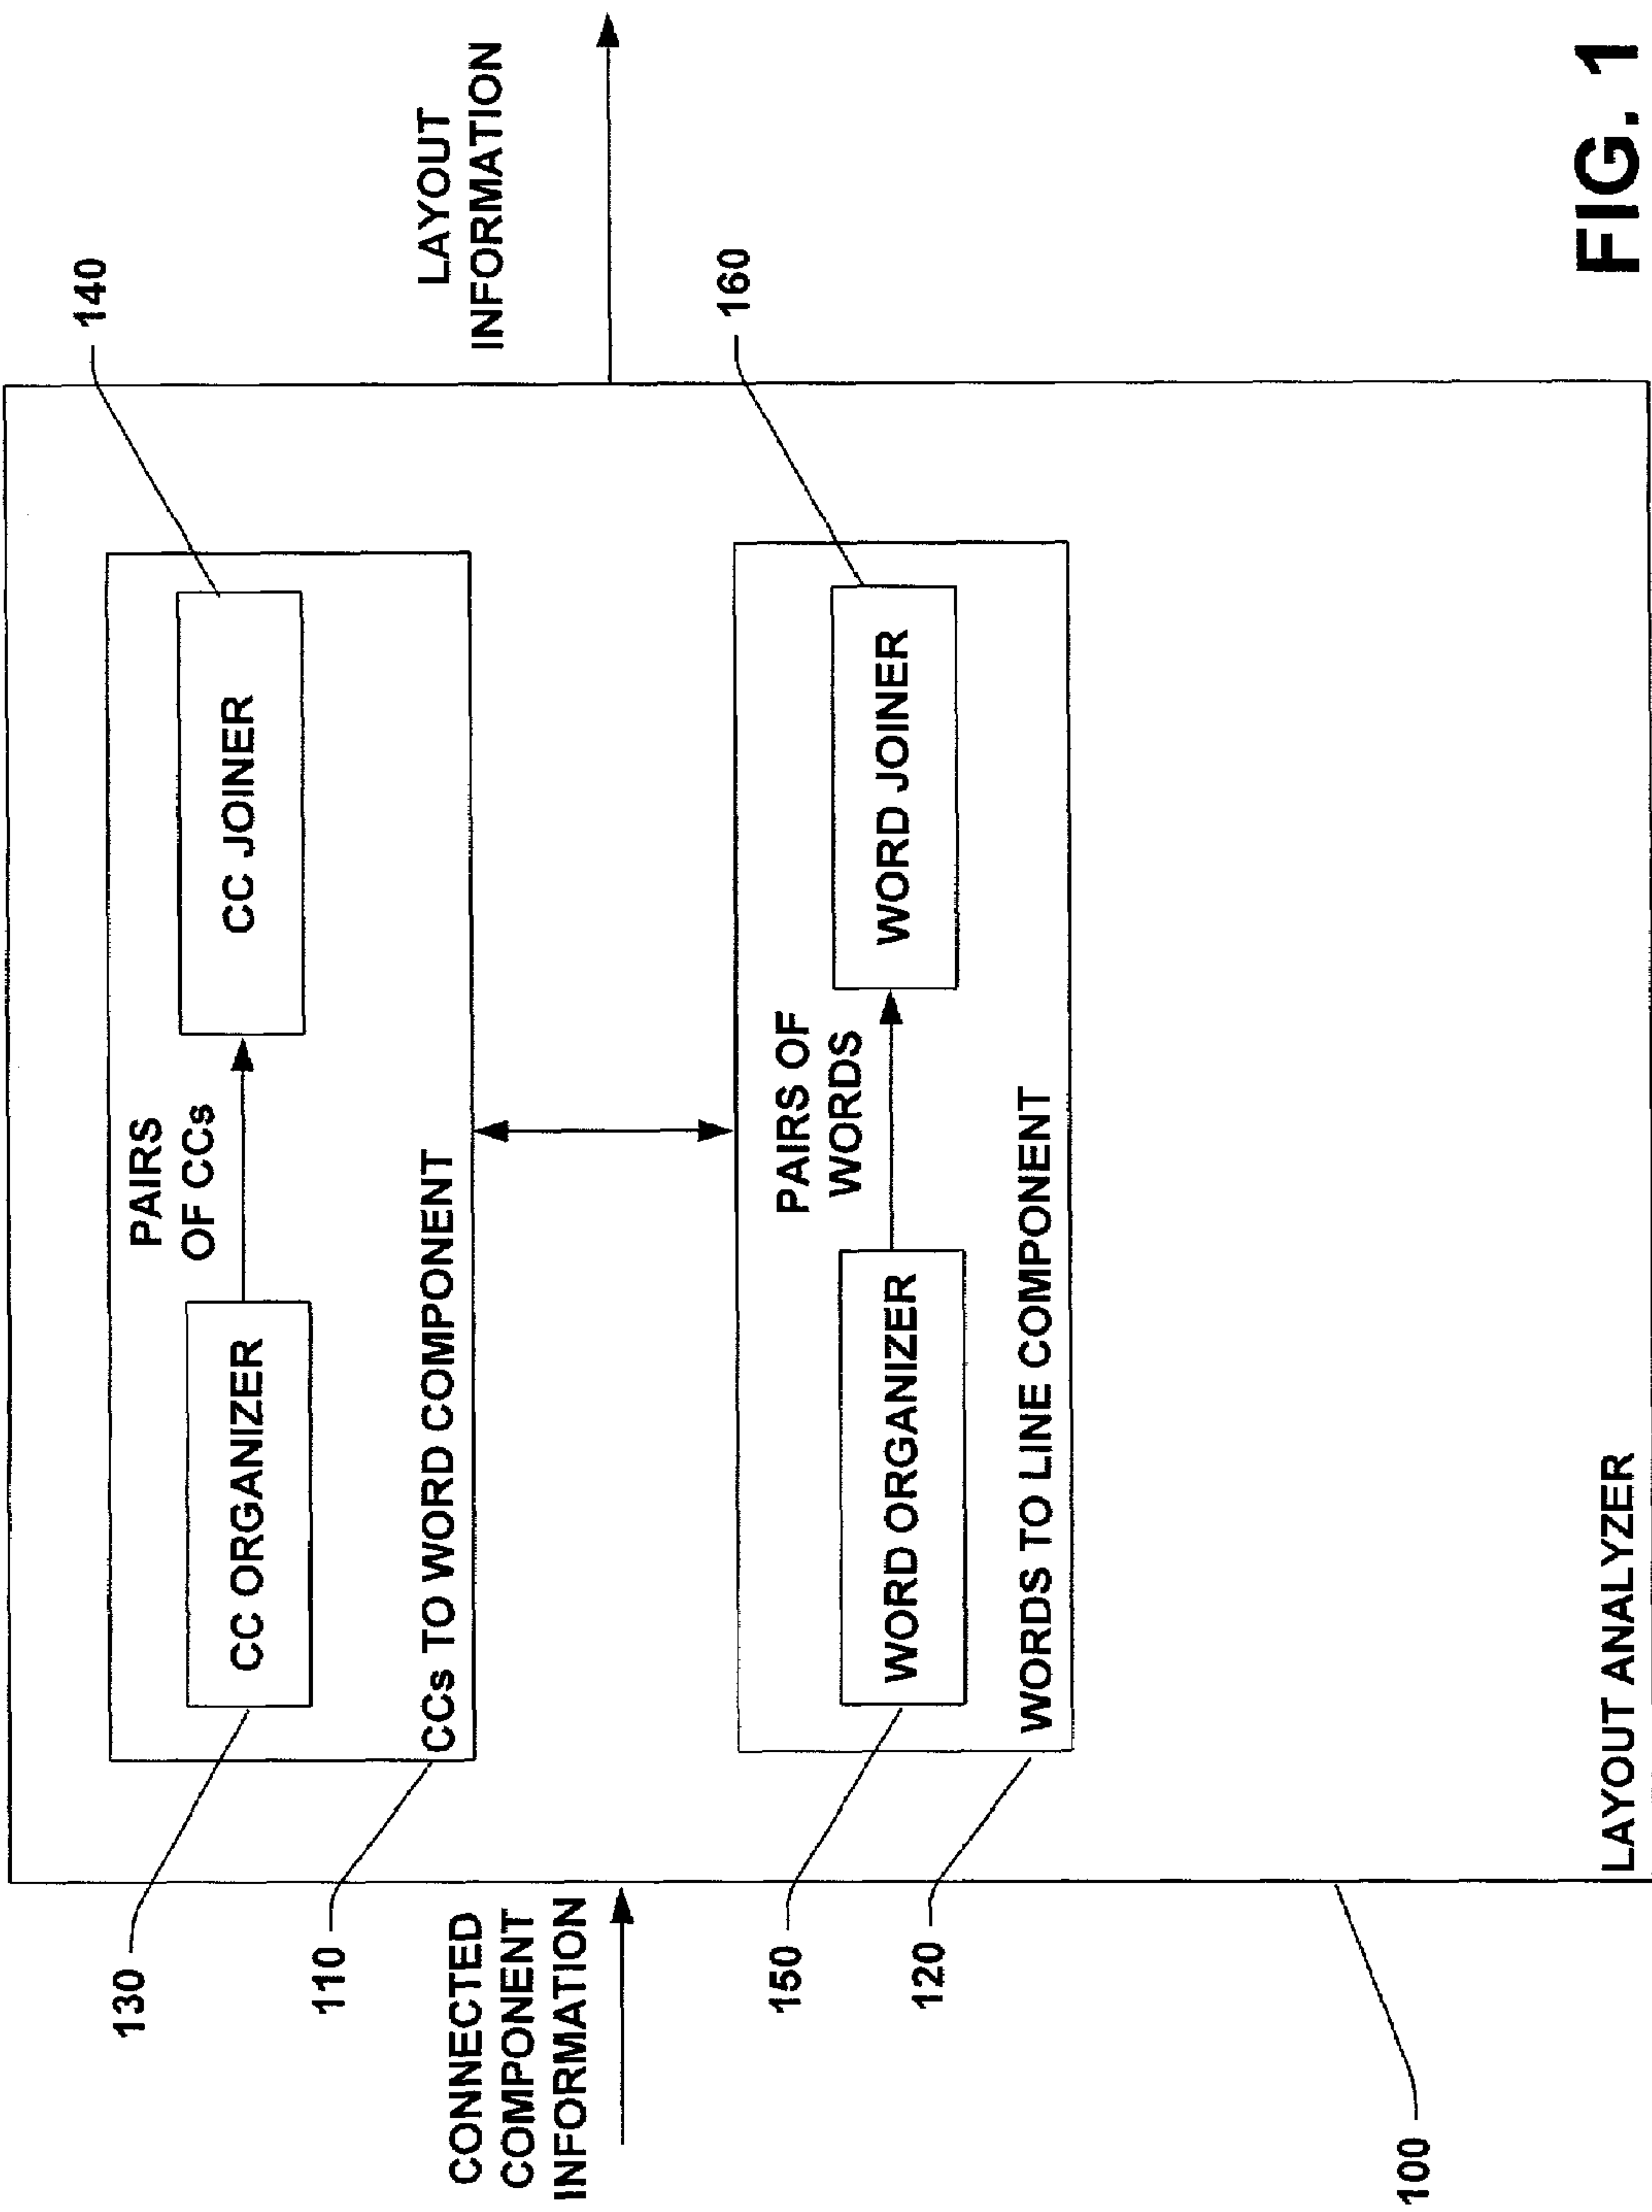 140
CC JOINER
PAIRS
OF CCs
CC ORGANIZER
CCs TO WORD COMPONENT
130
110
CONNECTED
COMPONENT
INFORMATION
LAYOUT
INFORMATION
160
WORD JOINER
PAIRS OF
WORDS
WORD ORGANIZER
WORDS TO LINE COMPONENT
150
120
LAYOUT ANALYZER
100
FIG. 1